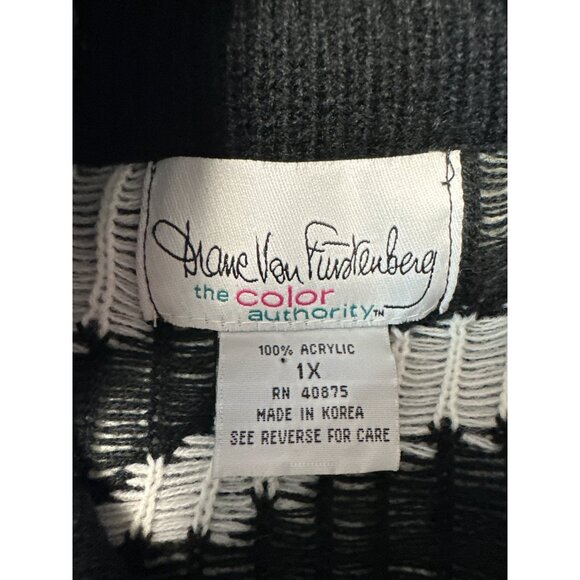 Diane Von Furstenberg
the color
authority™
100% ACRYLIC
1X
RN 40875
MADE IN KOREA
SEE REVERSE FOR CARE